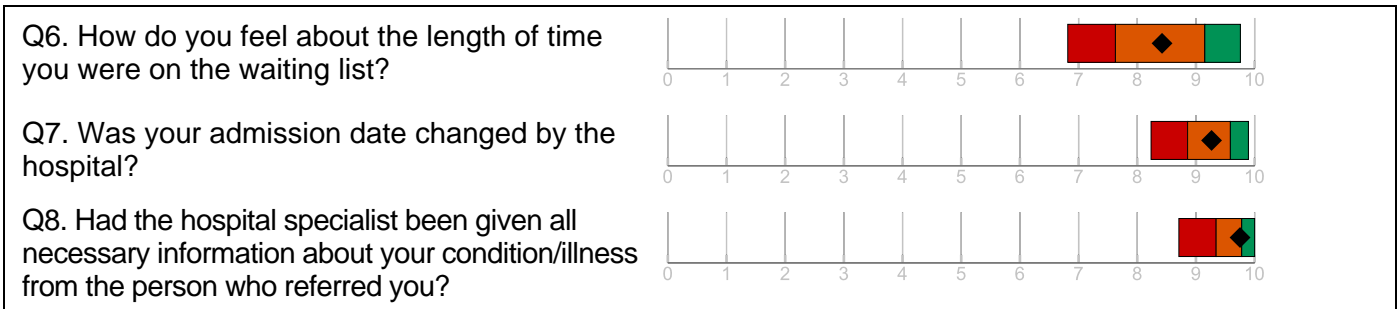 Q6. How do you feel about the length of time
you were on the waiting list?
0 1 2 3 4 5 6 7 8 9 10
Q7. Was your admission date changed by the
hospital?
0 1 2 3 4 5 6 7 8 9 10
Q8. Had the hospital specialist been given all
necessary information about your condition/illness
from the person who referred you?
0 1 2 3 4 5 6 7 8 9 10